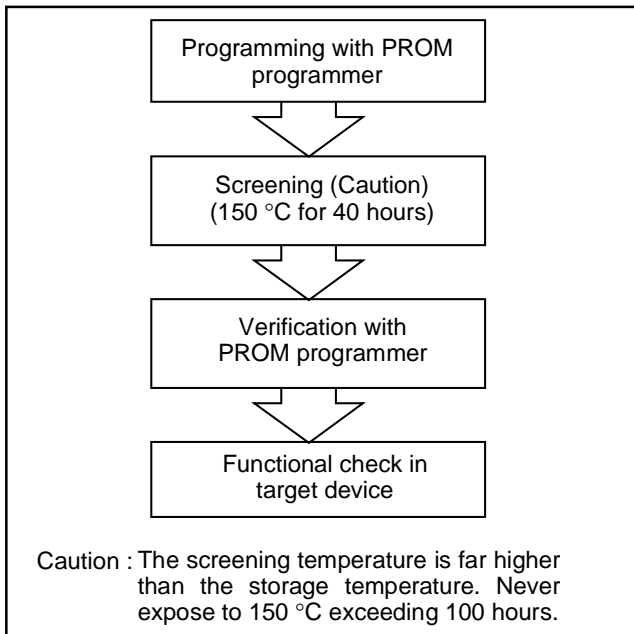 Programming with PROM
programmer
Screening (Caution)
(150 °C for 40 hours)
Verification with
PROM programmer
Functional check in
target device
Caution : The screening temperature is far higher
than the storage temperature. Never
expose to 150 °C exceeding 100 hours.